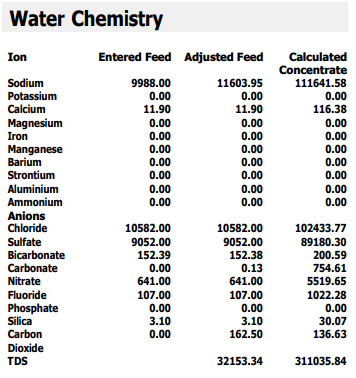 Water Chemistry
Ion Entered Feed Adjusted Feed Calculated
Concentrate
Sodium 9988.00 11603.95 111641.58
Potassium 0.00 0.00 0.00
Calcium 11.90 11.90 116.38
Magnesium 0.00 0.00 0.00
Iron 0.00 0.00 0.00
Manganese 0.00 0.00 0.00
Barium 0.00 0.00 0.00
Strontium 0.00 0.00 0.00
Aluminium 0.00 0.00 0.00
Ammonium 0.00 0.00 0.00
Anions
Chloride 10582.00 10582.00 102433.77
Sulfate 9052.00 9052.00 89180.30
Bicarbonate 152.39 152.38 200.59
Carbonate 0.00 0.13 754.61
Nitrate 641.00 641.00 5519.65
Fluoride 107.00 107.00 1022.28
Phosphate 0.00 0.00 0.00
Silica 3.10 3.10 30.07
Carbon 0.00 162.50 136.63
Dioxide
TDS 32153.34 311035.84